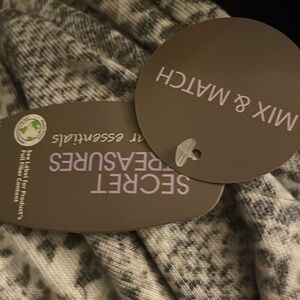 MIX & MATCH
SECRET
TREASURES
essentials
See Label For Product's
Full Fiber Content